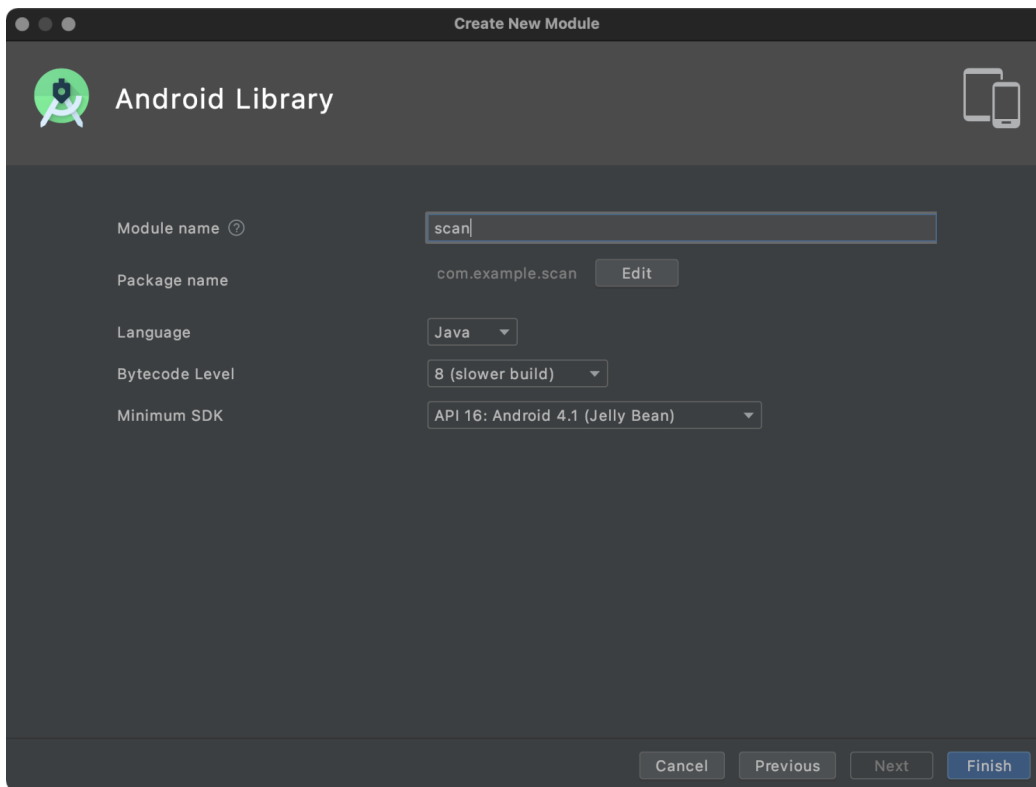 Create New Module
Android Library
Module name ?
scan
Package name
com.example.scan
Edit
Language
Java
Bytecode Level
8 (slower build)
Minimum SDK
API 16: Android 4.1 (Jelly Bean)
Cancel
Previous
Next
Finish